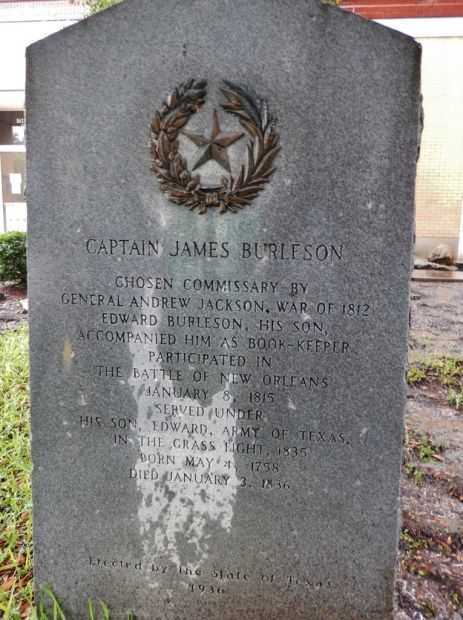 CAPTAIN JAMES BURLESON
CHOSEN COMMISSARY BY
GENERAL ANDREW JACKSON, WAR OF 1812
EDWARD BURLESON, HIS SON,
ACCOMPANIED HIM AS BOOK-KEEPER
PARTICIPATED IN
THE BATTLE OF NEW ORLEANS
JANUARY 8, 1815
SERVED UNDER
HIS SON, EDWARD, ARMY OF TEXAS,
IN THE GRASS FIGHT, 1835
BORN MAY 4, 1758
DIED JANUARY 3, 1836
Erected by the State of Texas
1936